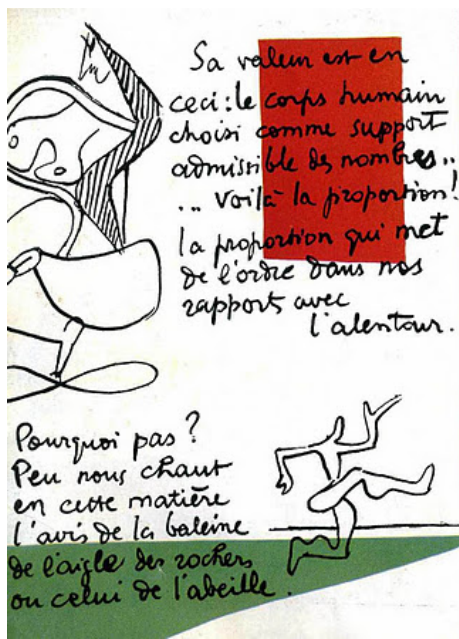 Sa valeur est en
ceci : le corps humain
choisi comme support
admissible des nombres..
... voilà la proportion!
la proportion qui met
de l'ordre dans nos
rapports avec
l'alentour.
Pourquoi pas?
Peu nous chaut
en cette matière
l'avis de la baleine
de l'aigle des rochers
ou celui de l'abeille.